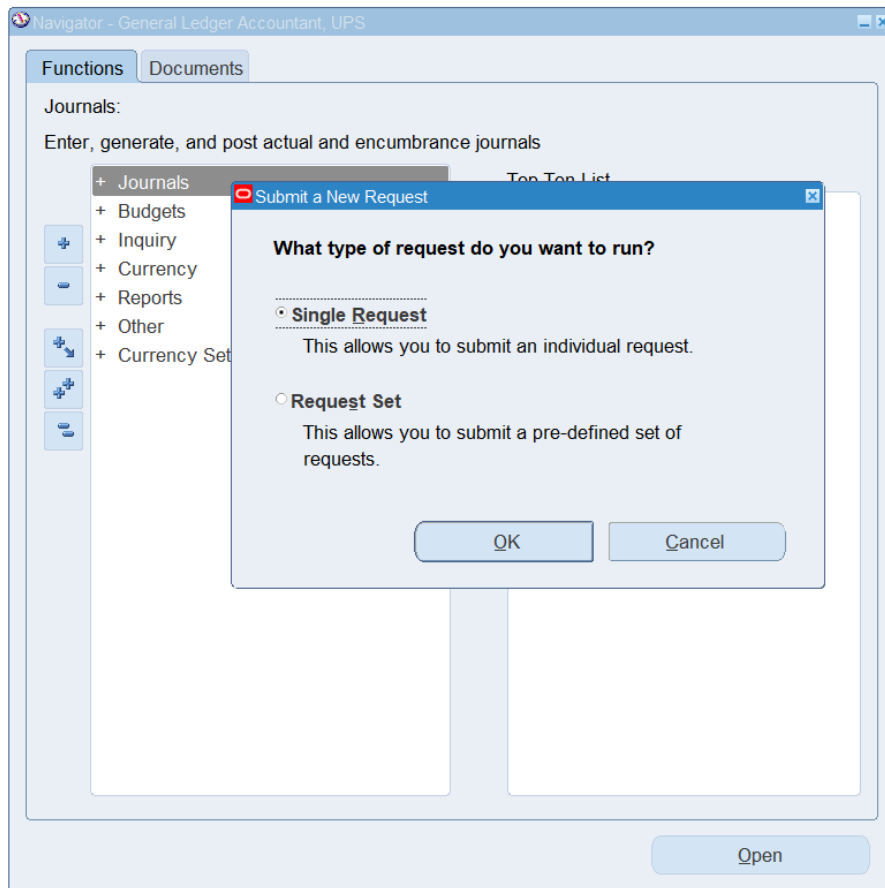 Navigator - General Ledger Accountant, UPS
Functions
Documents
Journals:
Enter, generate, and post actual and encumbrance journals
+ Journals
+ Budgets
+ Inquiry
+ Currency
+ Reports
+ Other
+ Currency Set
Top Ten List
Submit a New Request
What type of request do you want to run?
Single Request
This allows you to submit an individual request.
Request Set
This allows you to submit a pre-defined set of
requests.
OK
Cancel
Open